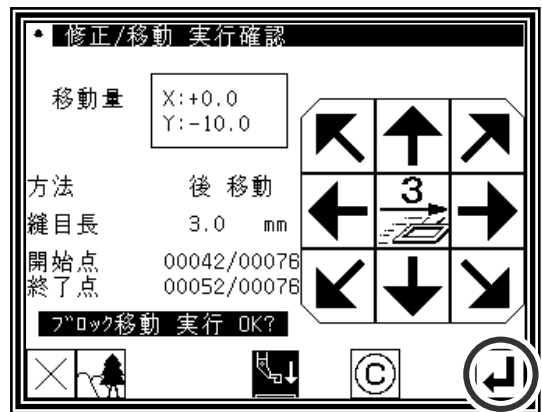 修正/移動 実行確認
移動量
X:+0.0
Y:-10.0
方法 後 移動
縫目長 3.0 mm
開始点 00042/00076
終了点 00052/00076
ブロック移動 実行 OK?
3
C